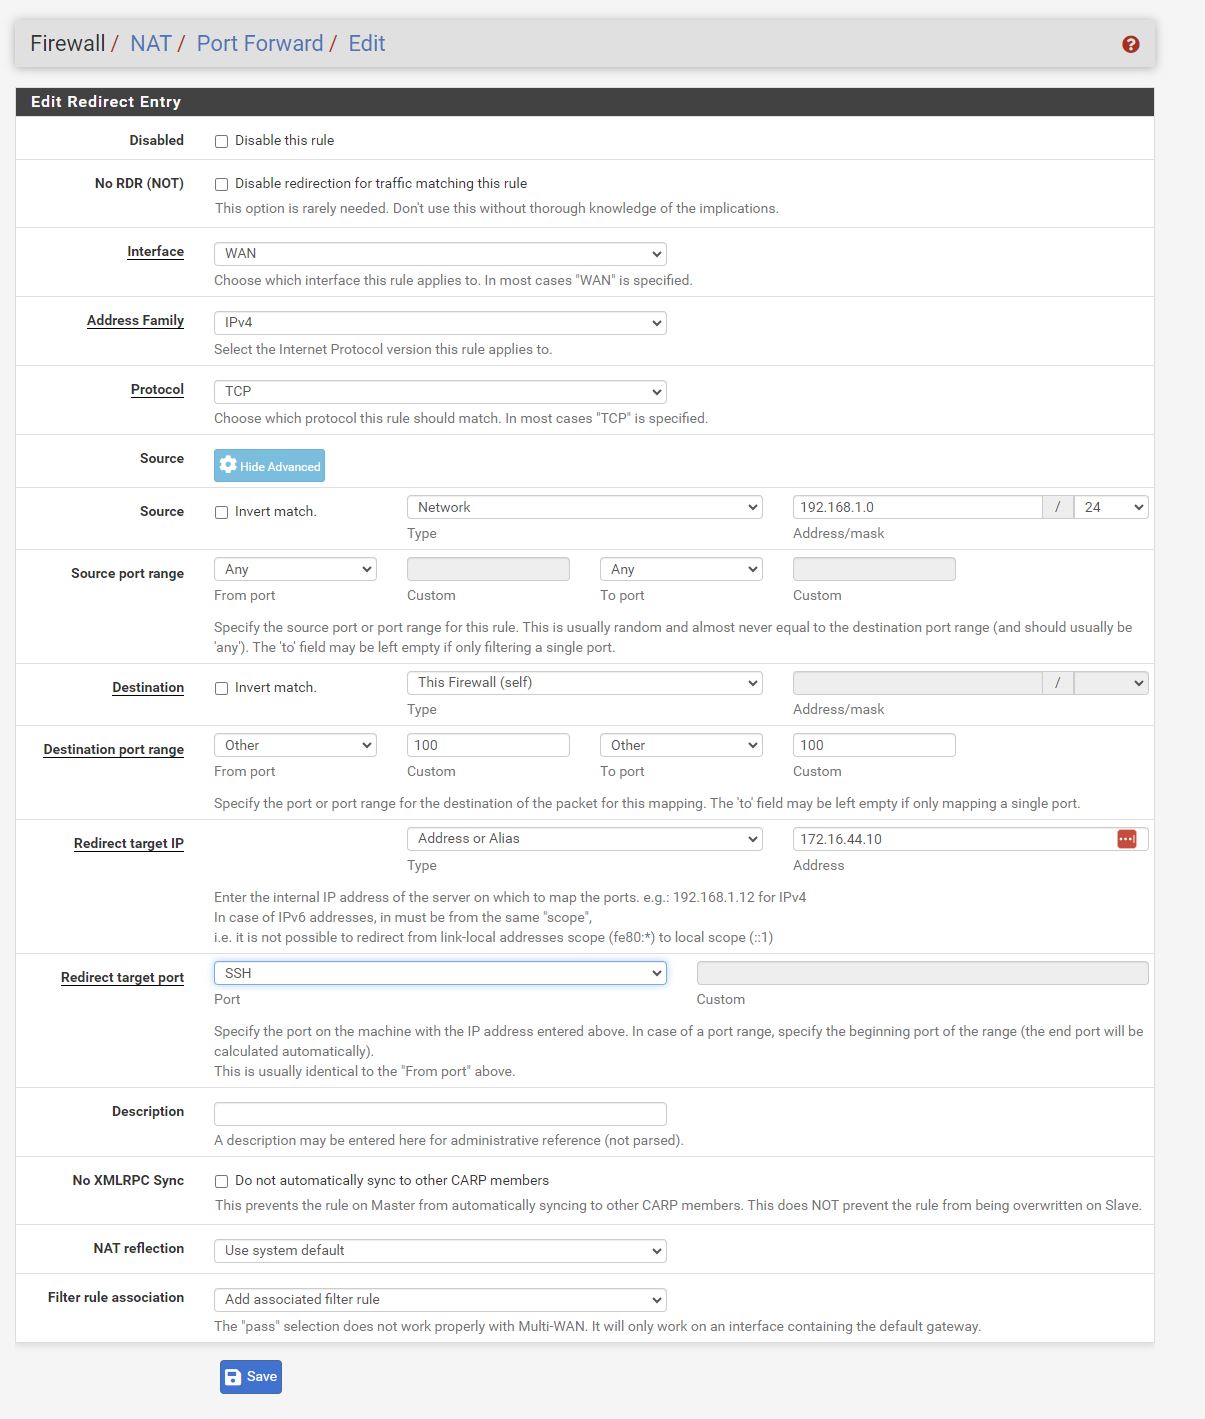 Firewall / NAT / Port Forward / Edit
Edit Redirect Entry
Disabled Disable this rule
No RDR (NOT) Disable redirection for traffic matching this rule
This option is rarely needed. Don't use this without thorough knowledge of the implications.
Interface WAN
Choose which interface this rule applies to. In most cases "WAN" is specified.
Address Family IPv4
Select the Internet Protocol version this rule applies to.
Protocol TCP
Choose which protocol this rule should match. In most cases "TCP" is specified.
Source Hide Advanced
Source Invert match. Network 192.168.1.0 / 24
Type Address/mask
Source port range Any Any
From port Custom To port Custom
Specify the source port or port range for this rule. This is usually random and almost never equal to the destination port range (and should usually be
'any'). The 'to' field may be left empty if only filtering a single port.
Destination Invert match. This Firewall (self) /
Type Address/mask
Destination port range Other 100 Other 100
From port Custom To port Custom
Specify the port or port range for the destination of the packet for this mapping. The 'to' field may be left empty if only mapping a single port.
Redirect target IP Address or Alias 172.16.44.10
Type Address
Enter the internal IP address of the server on which to map the ports. e.g.: 192.168.1.12 for IPv4
In case of IPv6 addresses, in must be from the same "scope",
i.e. it is not possible to redirect from link-local addresses scope (fe80:*) to local scope (::1)
Redirect target port SSH
Port Custom
Specify the port on the machine with the IP address entered above. In case of a port range, specify the beginning port of the range (the end port will be
calculated automatically).
This is usually identical to the "From port" above.
Description
A description may be entered here for administrative reference (not parsed).
No XMLRPC Sync Do not automatically sync to other CARP members
This prevents the rule on Master from automatically syncing to other CARP members. This does NOT prevent the rule from being overwritten on Slave.
NAT reflection Use system default
Filter rule association Add associated filter rule
The "pass" selection does not work properly with Multi-WAN. It will only work on an interface containing the default gateway.
Save